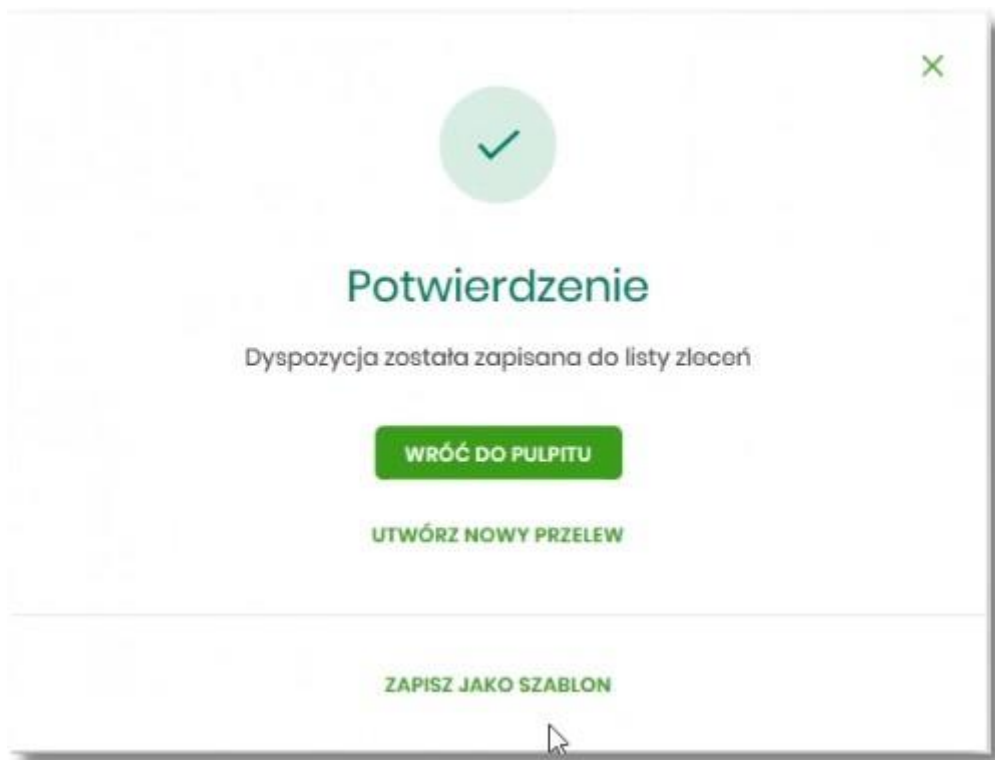 Potwierdzenie
Dyspozycja została zapisana do listy zleceń
WRÓĆ DO PULPITU
UTWÓRZ NOWY PRZELEW
ZAPISZ JAKO SZABLON